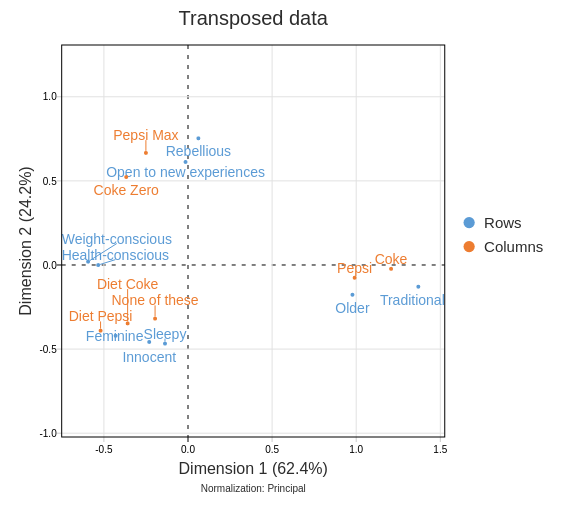 Transposed data
1.0
Pepsi Max
Rebellious
Open to new experiences
0.5
Coke Zero
Rows
Weight-conscious
Columns
Health-conscious
Coke
0.0
Pepsi
Diet Coke
None of these
Traditional
Older
Diet Pepsi
Feminine
Sleepy
-0.5
Innocent
-1.0
Dimension 2 (24.2%)
-0.5
0.0
0.5
1.0
1.5
Dimension 1 (62.4%)
Normalization: Principal